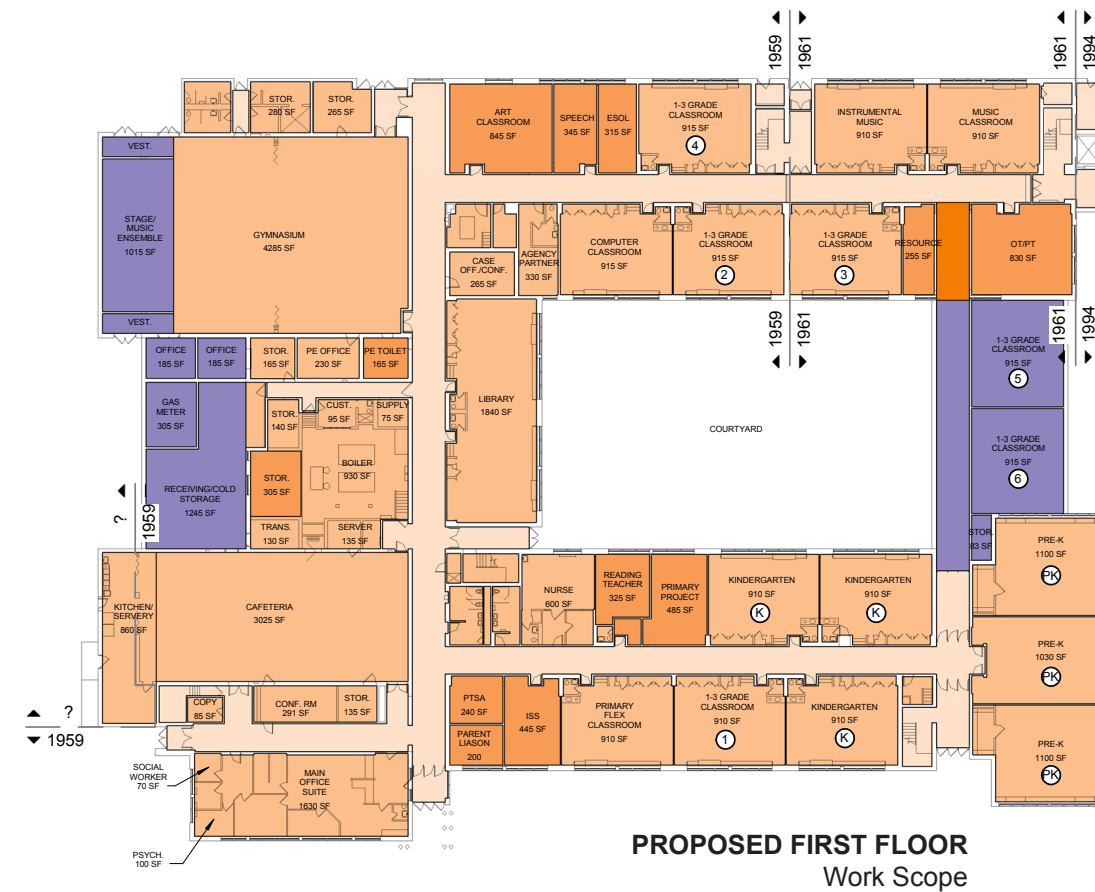 1959
1961
1961
1994
STOR.
280 SF
STOR.
265 SF
ART
CLASSROOM
845 SF
SPEECH
345 SF
ESOL
315 SF
1-3 GRADE
CLASSROOM
915 SF
4
INSTRUMENTAL
MUSIC
910 SF
MUSIC
CLASSROOM
910 SF
VEST.
STAGE/
MUSIC
ENSEMBLE
1015 SF
VEST.
GYMNASIUM
4285 SF
CASE
OFF./CONF.
265 SF
AGENCY
PARTNER
330 SF
COMPUTER
CLASSROOM
915 SF
1-3 GRADE
CLASSROOM
915 SF
2
1-3 GRADE
CLASSROOM
915 SF
3
RESOURCE
255 SF
OT/PT
830 SF
1959
1961
1961
1994
OFFICE
185 SF
OFFICE
185 SF
STOR.
165 SF
PE OFFICE
230 SF
PE TOILET
165 SF
1-3 GRADE
CLASSROOM
915 SF
5
GAS
METER
305 SF
STOR.
140 SF
CUST.
95 SF
SUPPLY
75 SF
LIBRARY
1840 SF
COURTYARD
1-3 GRADE
CLASSROOM
915 SF
6
BOILER
930 SF
STOR.
305 SF
RECEIVING/COLD
STORAGE
1245 SF
?
1959
TRANS.
130 SF
SERVER
135 SF
STOR.
83 SF
PRE-K
1100 SF
PK
KITCHEN/
SERVERY
860 SF
CAFETERIA
3025 SF
NURSE
600 SF
READING
TEACHER
325 SF
PRIMARY
PROJECT
485 SF
KINDERGARTEN
910 SF
K
KINDERGARTEN
910 SF
K
PRE-K
1030 SF
PK
COPY
85 SF
CONF. RM
291 SF
STOR.
135 SF
PTSA
240 SF
PARENT
LIASON
200
ISS
445 SF
PRIMARY
FLEX
CLASSROOM
910 SF
1-3 GRADE
CLASSROOM
910 SF
1
KINDERGARTEN
910 SF
K
PRE-K
1100 SF
PK
?
1959
SOCIAL
WORKER
70 SF
MAIN
OFFICE
SUITE
1630 SF
PSYCH.
100 SF
PROPOSED FIRST FLOOR
Work Scope